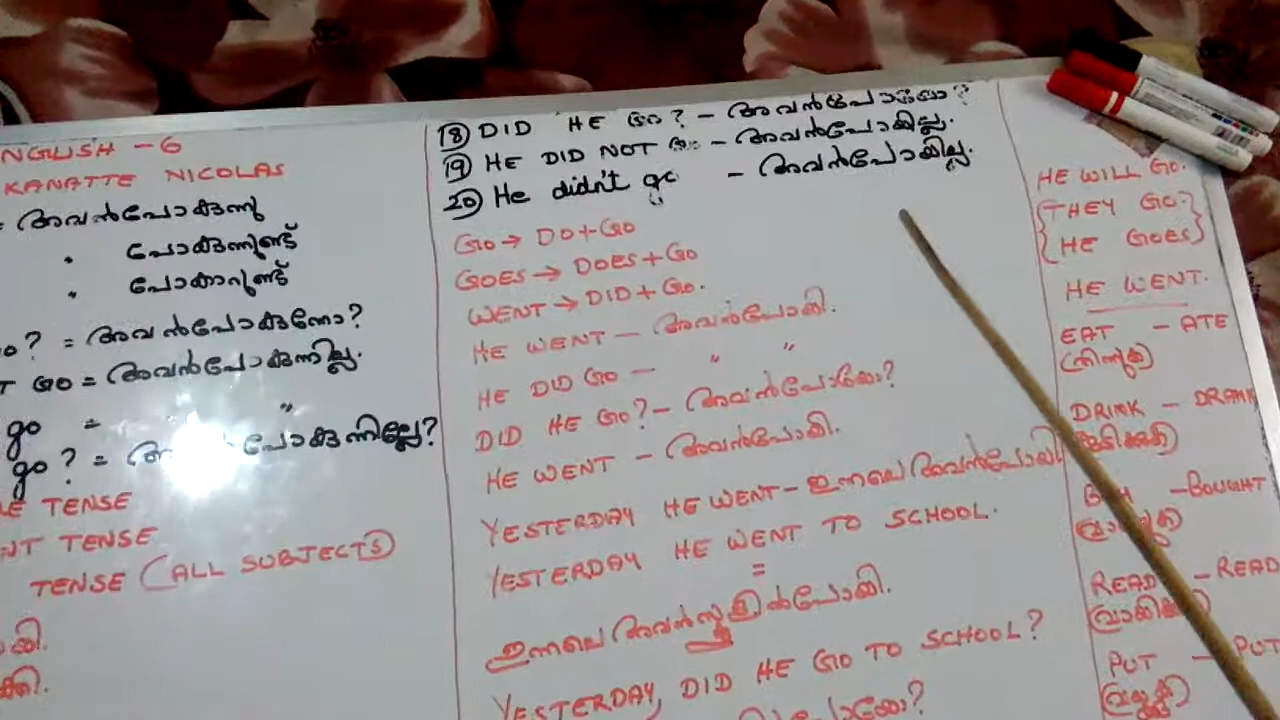 NGLISH - 6
KANATTE NICOLAS
= അവൻപോകുന്നു
" പോകുന്നുണ്ട്
" പോകാറുണ്ട്
GO? = അവൻപോകുന്നോ?
T GO = അവൻപോകുന്നില്ല.
go = "
go? = പോകുന്നില്ലേ?
LE TENSE
NT TENSE
TENSE (ALL SUBJECTS)
18 DID HE GO? - അവൻപോയോ?
19 HE DID NOT - അവൻപോയില്ല.
20 He didn't go - അവൻപോയില്ല.
GO → DO+GO
GOES → DOES+GO
WENT → DID+GO.
HE WENT - അവൻപോയി.
HE DID GO - " "
DID HE GO? - അവൻപോയോ?
HE WENT - അവൻപോയി.
YESTERDAY HE WENT - ഇന്നലെ അവൻപോയി
YESTERDAY HE WENT TO SCHOOL.
=
ഇന്നലെ അവൻസ്കൂളിൽപോയി.
YESTERDAY, DID HE GO TO SCHOOL?
HE WILL GO.
{THEY GO.}
{HE GOES}
HE WENT.
EAT - ATE
(തിന്നുക)
DRINK - DRANK
(കുടിക്കുക)
- BOUGHT
READ - READ
PUT - PUT